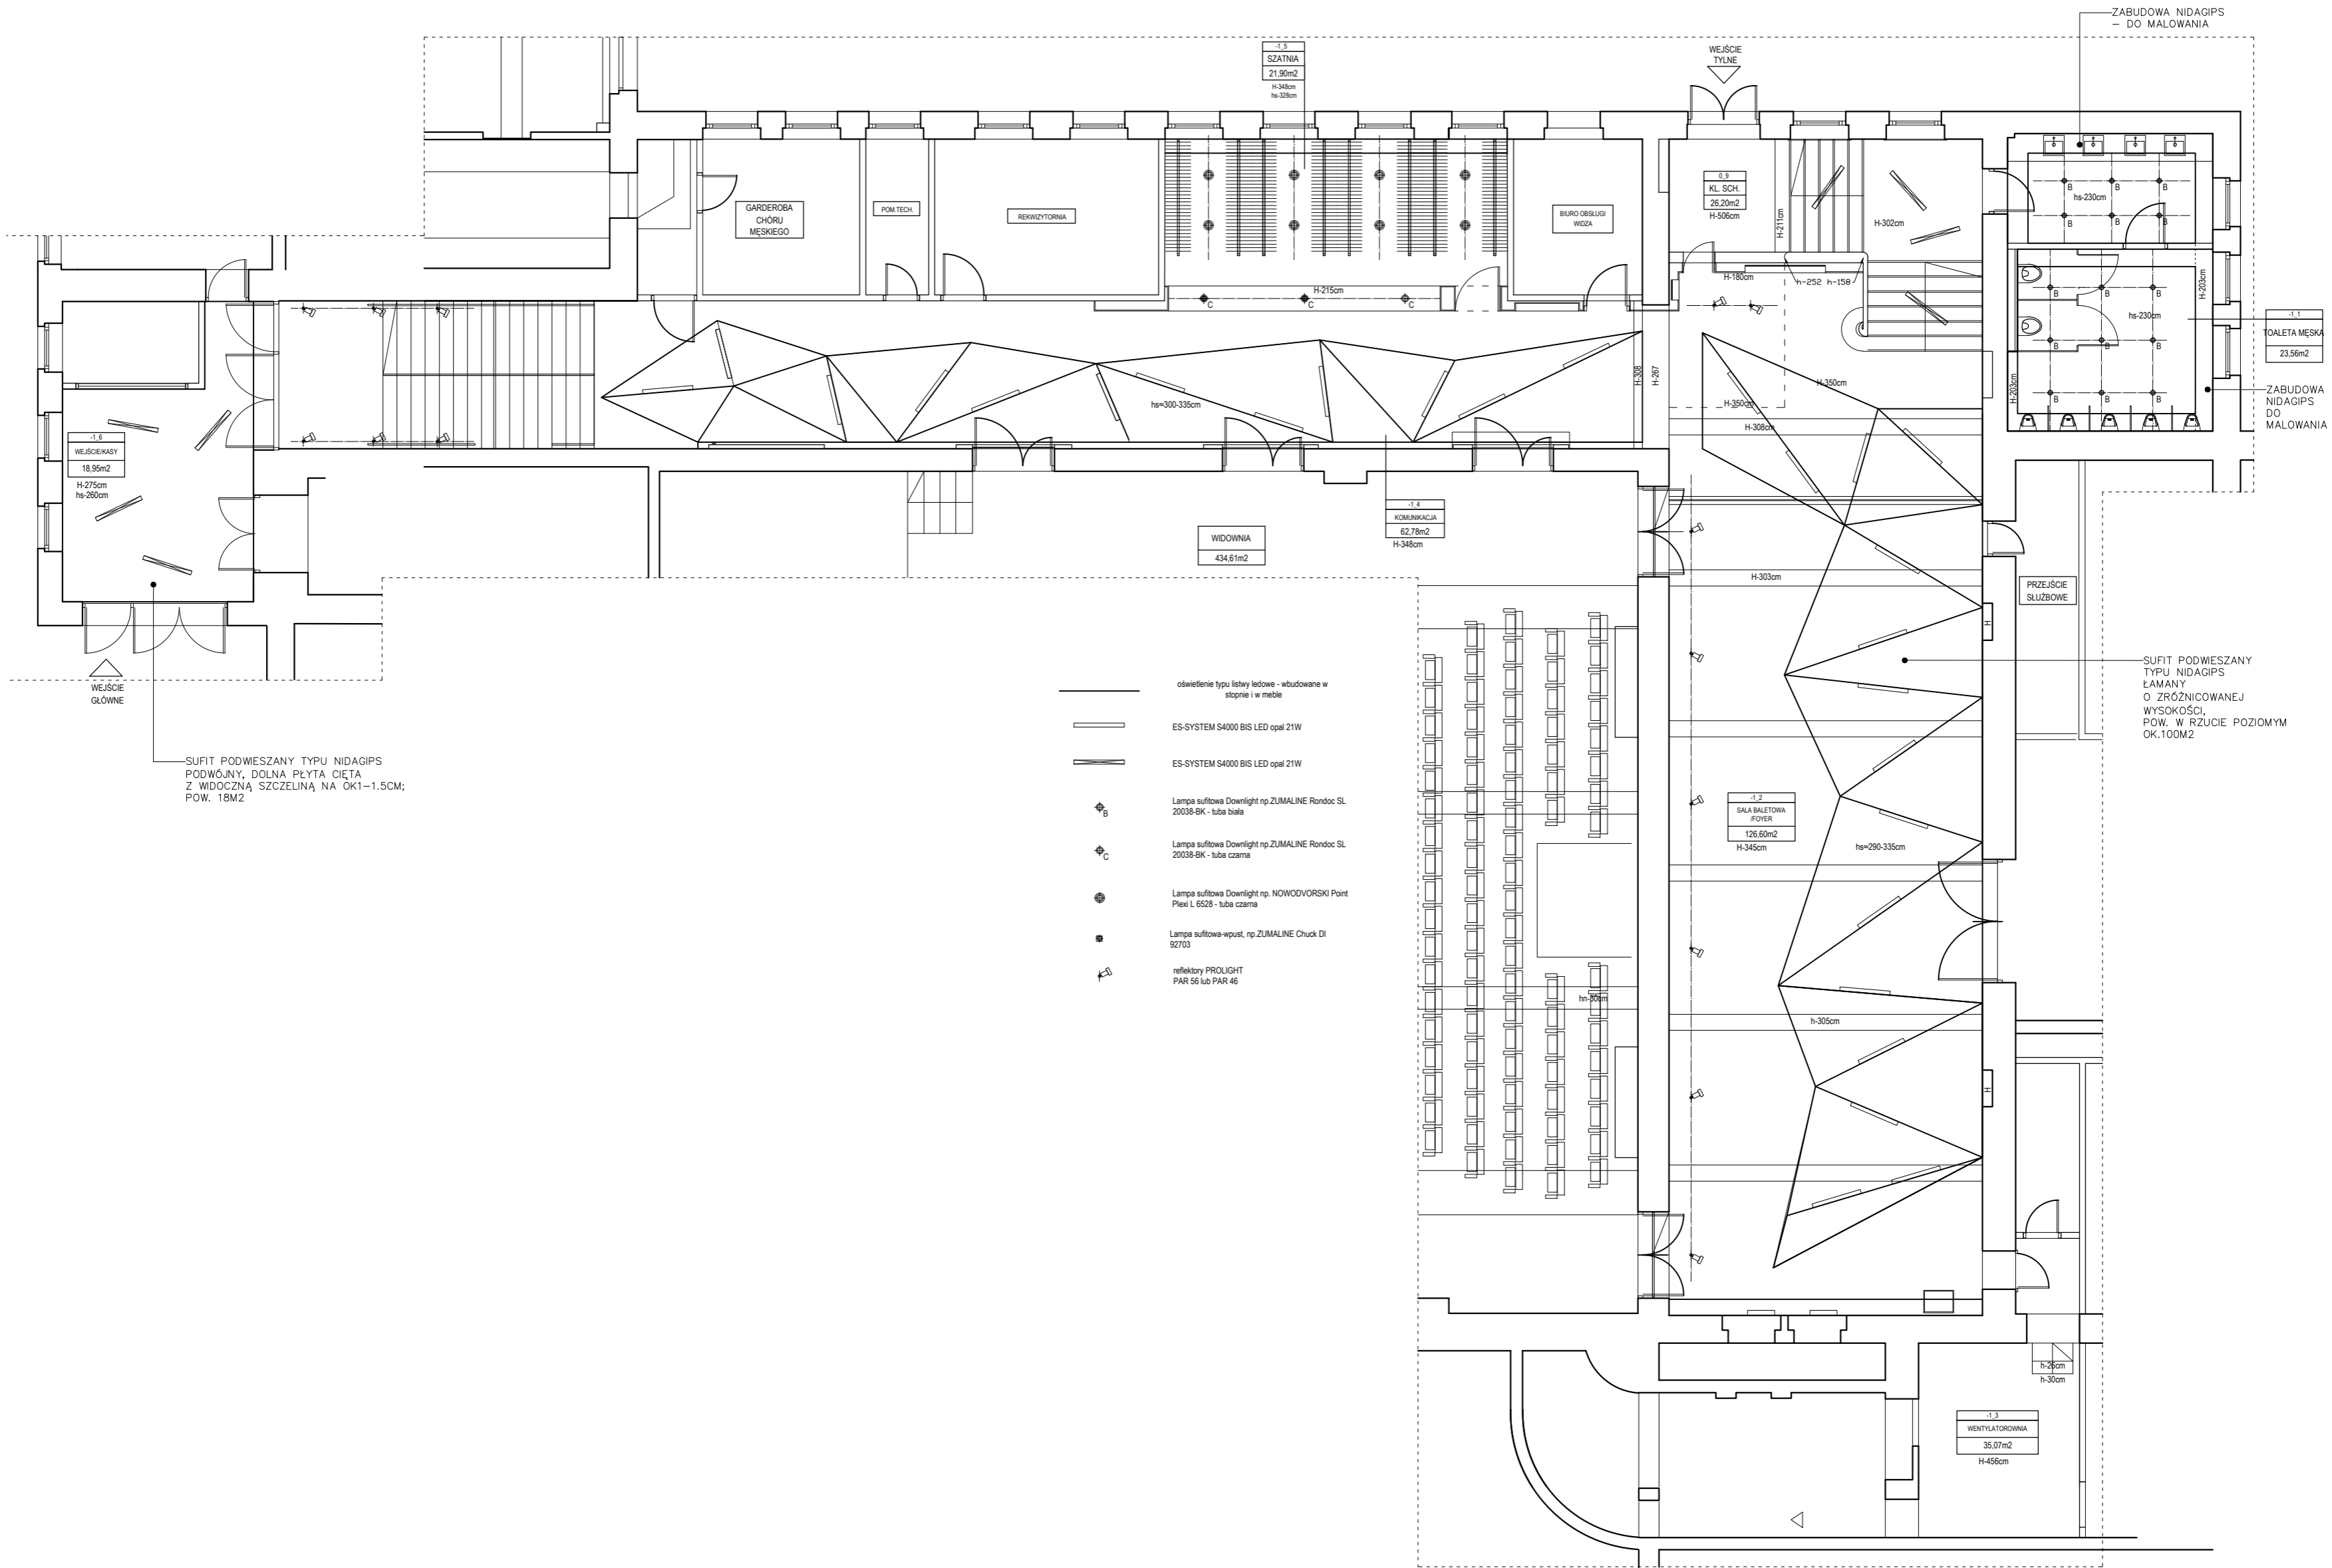 ZABUDOWA NIDAGIPS
- DO MALOWANIA
-1_5
SZATNIA
21,90m2
H-348cm
hs-328cm
WEJŚCIE
TYLNE
GARDEROBA
CHÓRU
MĘSKIEGO
POM.TECH.
REKWIZYTORNIA
BIURO OBSŁUGI
WIDZA
0_9
KL. SCH.
26,20m2
H-506cm
H-211cm
H-302cm
B
B
B
hs-230cm
B
B
B
H-215cm
C
C
C
H-180cm
h-252 h-158
B
B
B
H-203cm
hs-230cm
-1_1
TOALETA MĘSKA
23,56m2
B
B
B
H-203cm
B
B
B
ZABUDOWA
NIDAGIPS
DO
MALOWANIA
H-308
H-267
H-350cm
H-350cm
H-308cm
hs=300-335cm
-1_6
WEJŚCIE/KASY
18,95m2
H-275cm
hs-260cm
-1_4
KOMUNIKACJA
62,78m2
H-348cm
WIDOWNIA
434,61m2
H-303cm
PRZEJŚCIE
SŁUŻBOWE
H
SUFIT PODWIESZANY
TYPU NIDAGIPS
ŁAMANY
O ZRÓŻNICOWANEJ
WYSOKOŚCI,
POW. W RZUCIE POZIOMYM
OK.100M2
WEJŚCIE
GŁÓWNE
SUFIT PODWIESZANY TYPU NIDAGIPS
PODWÓJNY, DOLNA PŁYTA CIĘTA
Z WIDOCZNĄ SZCZELINĄ NA OK1-1.5CM;
POW. 18M2
oświetlenie typu listwy ledowe - wbudowane w
stopnie i w meble
ES-SYSTEM S4000 BIS LED opal 21W
ES-SYSTEM S4000 BIS LED opal 21W
B
Lampa sufitowa Downlight np.ZUMALINE Rondoc SL
20038-BK - tuba biała
C
Lampa sufitowa Downlight np.ZUMALINE Rondoc SL
20038-BK - tuba czarna
Lampa sufitowa Downlight np. NOWODVORSKI Point
Plexi L 6528 - tuba czarna
Lampa sufitowa-wpust, np.ZUMALINE Chuck Dl
92703
reflektory PROLIGHT
PAR 56 lub PAR 46
-1_2
SALA BALETOWA
/FOYER
126,60m2
H-345cm
hs=290-335cm
hn-30cm
h-305cm
H
h-26cm
h-30cm
-1_3
WENTYLATOROWNIA
35,07m2
H-456cm